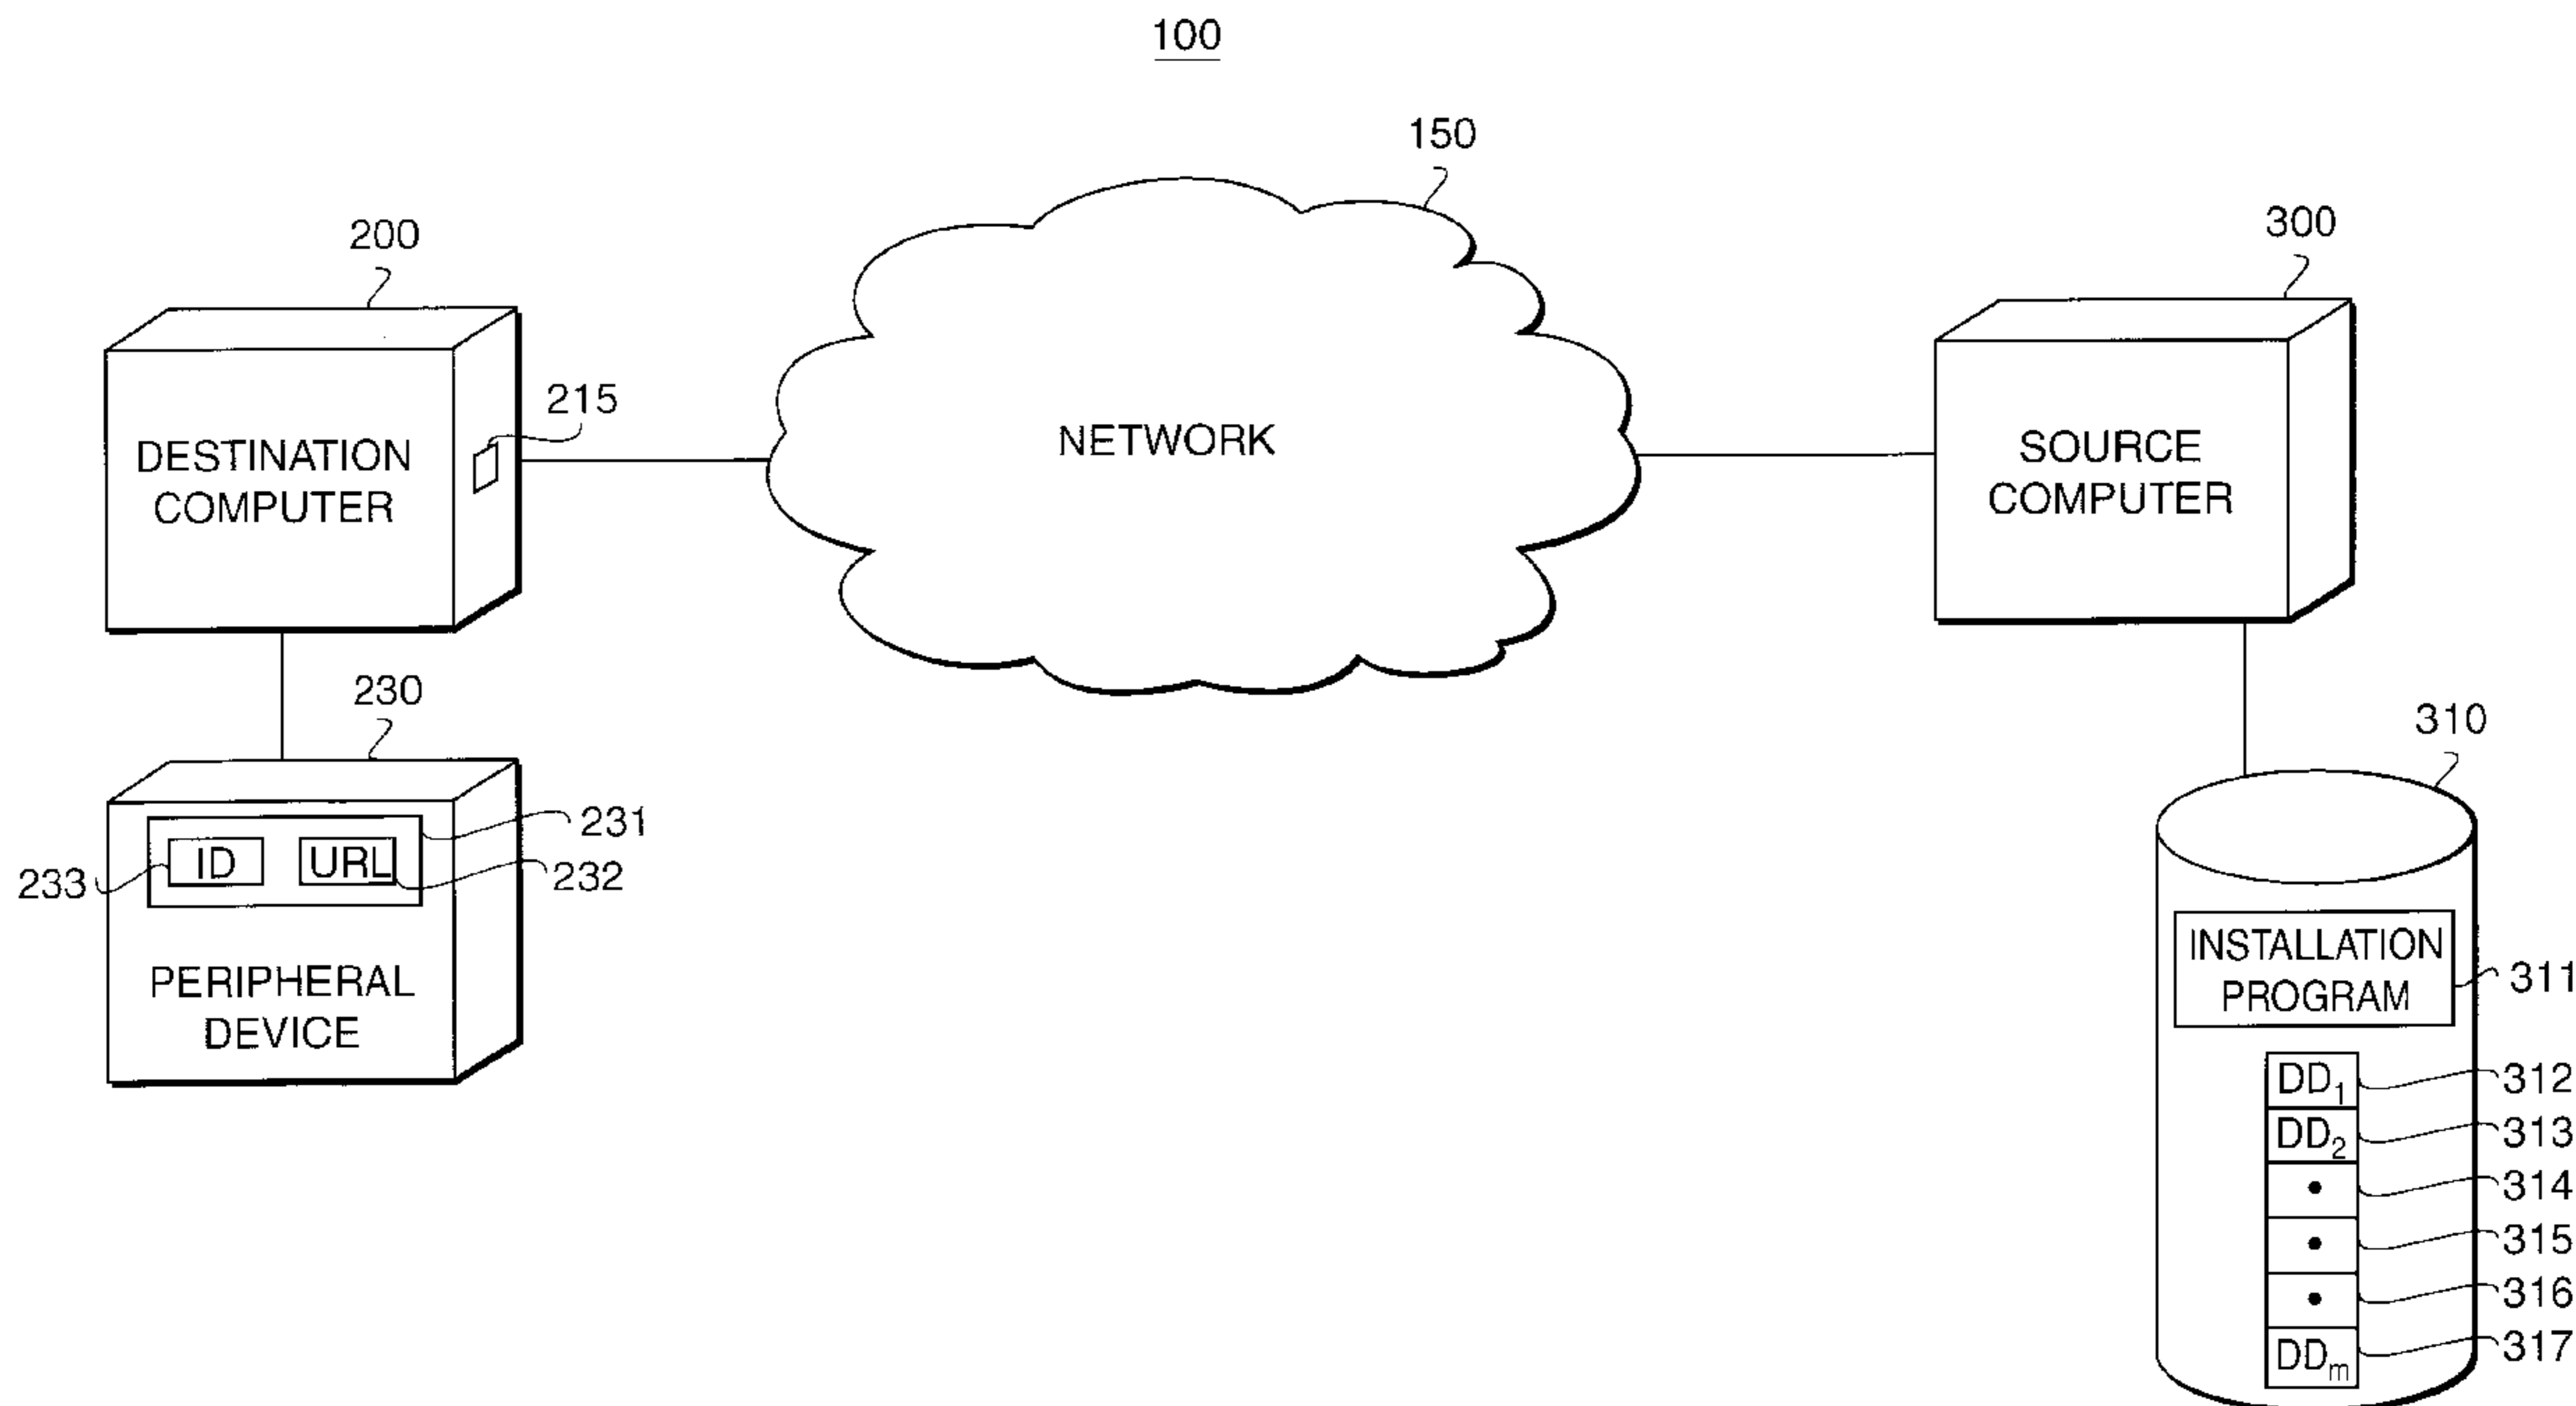 100
150
200
300
215
DESTINATION
COMPUTER
NETWORK
SOURCE
COMPUTER
230
310
231
ID
URL
233
232
PERIPHERAL
DEVICE
INSTALLATION
PROGRAM
311
DD1
312
DD2
313
•
314
•
315
•
316
DDm
317